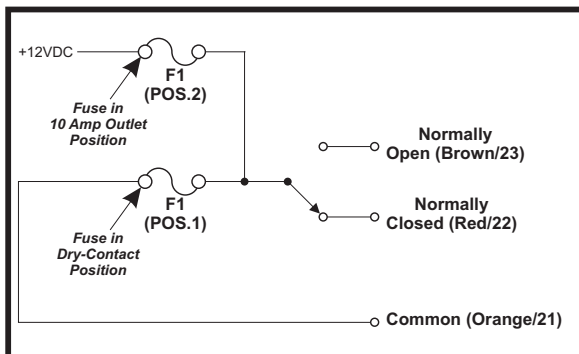 +12VDC
F1
(POS.2)
Fuse in
10 Amp Outlet
Position
Normally
Open (Brown/23)
F1
(POS.1)
Normally
Closed (Red/22)
Fuse in
Dry-Contact
Position
Common (Orange/21)